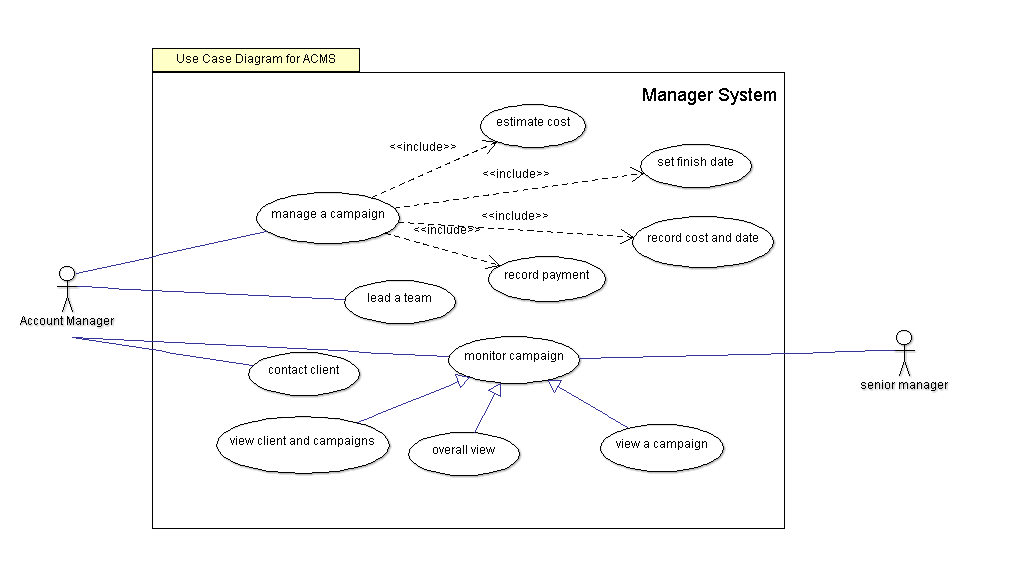 Use Case Diagram for ACMS
Manager System
estimate cost
<<include>>
set finish date
<<include>>
manage a campaign
<<include>>
<<include>>
record cost and date
record payment
lead a team
Account Manager
monitor campaign
contact client
senior manager
view client and campaigns
overall view
view a campaign